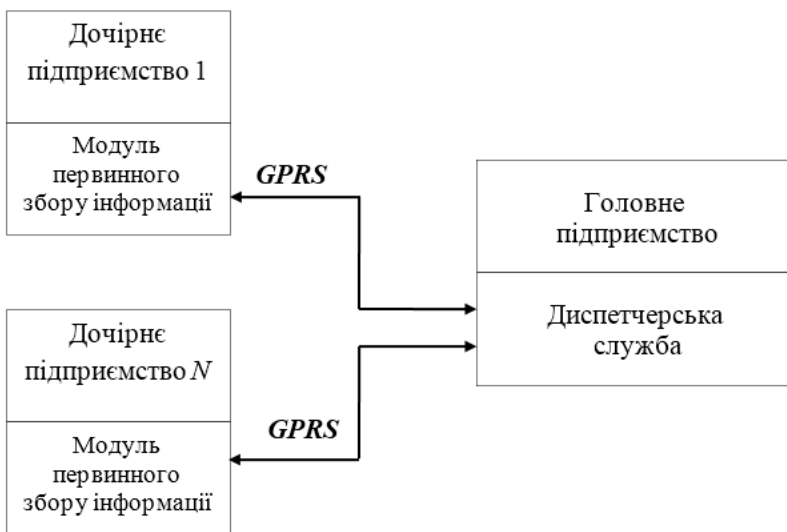 Дочірнє
підприємство 1
Модуль
первинного
збору інформації
GPRS
Головне
підприємство
Диспетчерська
служба
Дочірнє
підприємство N
Модуль
первинного
збору інформації
GPRS